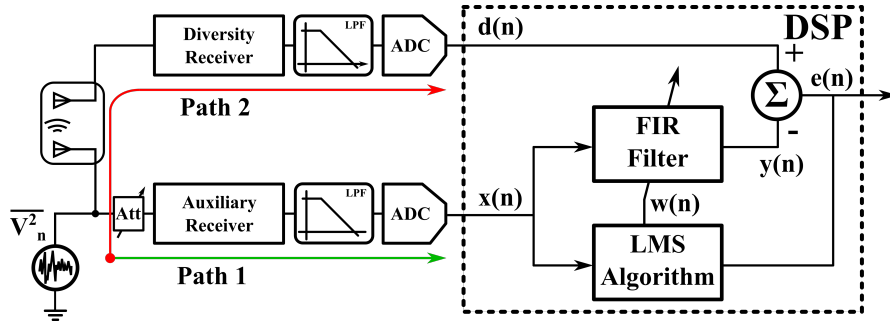 Diversity
Receiver
LPF
ADC
d(n)
DSP
+
Σ
e(n)
-
y(n)
Path 2
FIR
Filter
w(n)
V²n
Att
Auxiliary
Receiver
LPF
ADC
x(n)
LMS
Algorithm
Path 1